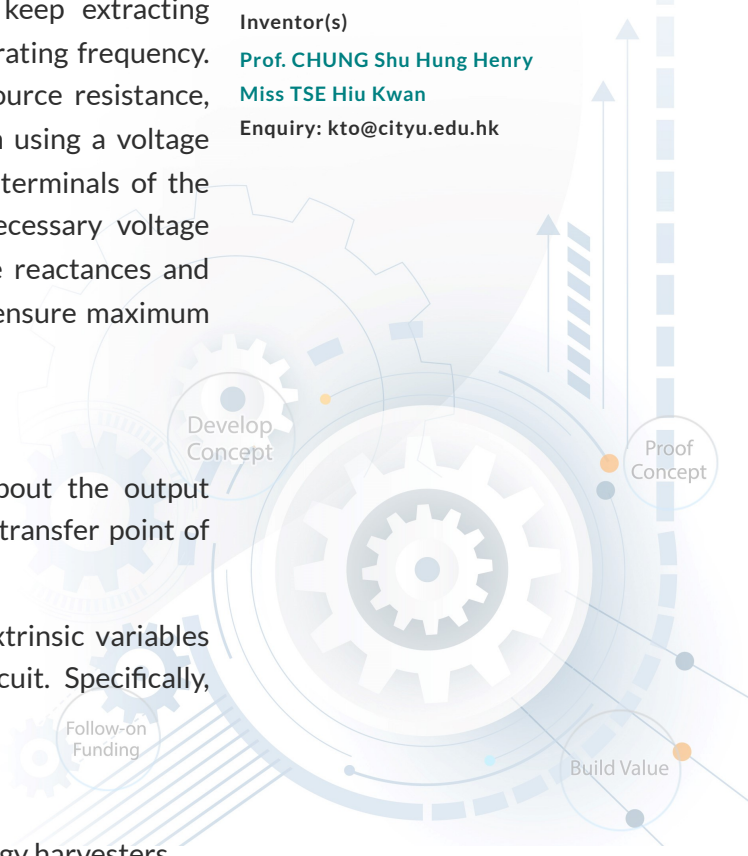 keep extracting
rating frequency.
ource resistance,
using a voltage
terminals of the
ecessary voltage
reactances and
ensure maximum
bout the output
transfer point of
xtrinsic variables
cuit. Specifically,
gy harvesters
Inventor(s)
Prof. CHUNG Shu Hung Henry
Miss TSE Hiu Kwan
Enquiry: kto@cityu.edu.hk
Develop
Concept
Proof
Concept
Follow-on
Funding
Build Value